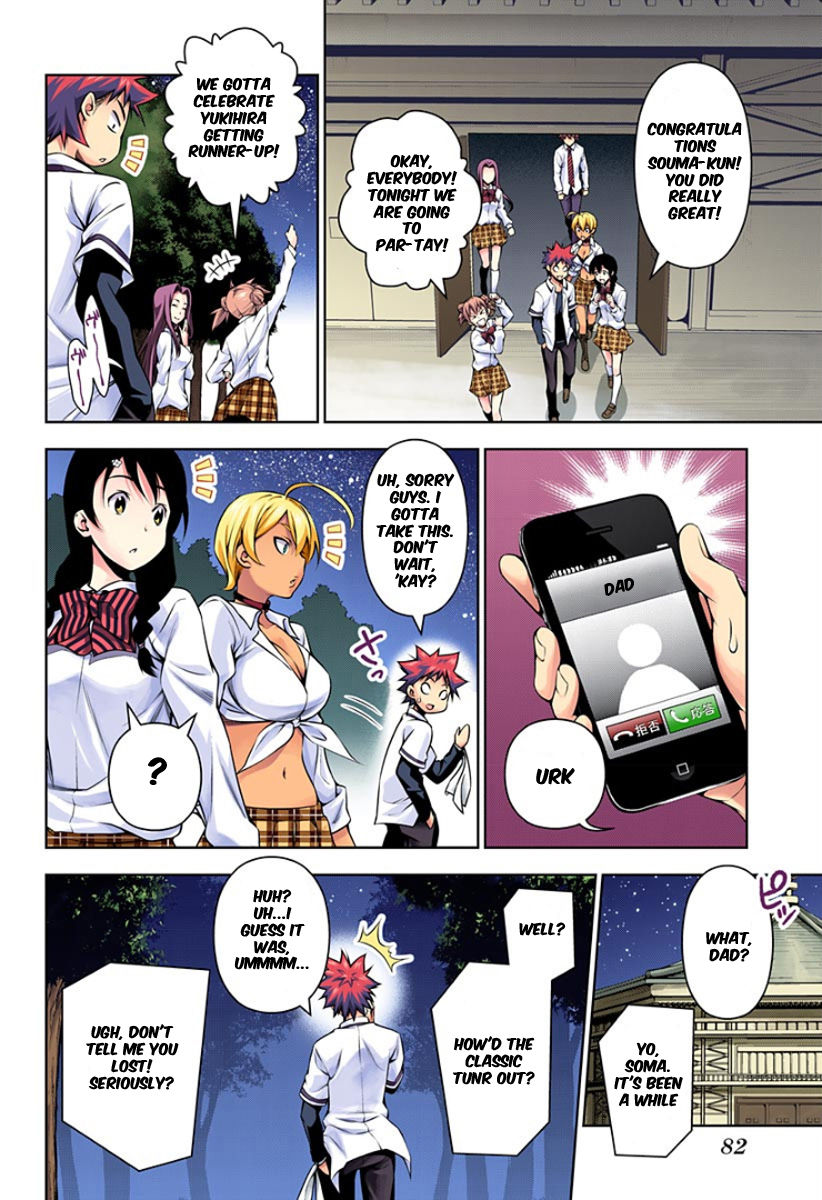 CONGRATULA
TIONS
SOUMA-KUN!
YOU DID
REALLY
GREAT!
OKAY,
EVERYBODY!
TONIGHT WE
ARE GOING
TO
PAR-TAY!
WE GOTTA
CELEBRATE
YUKIHIRA
GETTING
RUNNER-UP!
DAD
拒否
応答
URK
UH, SORRY
GUYS. I
GOTTA
TAKE THIS.
DON'T
WAIT,
'KAY?
?
ピッ
WHAT,
DAD?
YO,
SOMA.
IT'S BEEN
A WHILE
WELL?
HOW'D THE
CLASSIC
TUNR OUT?
HUH?
UH...I
GUESS IT
WAS,
UMMMM...
UGH, DON'T
TELL ME YOU
LOST!
SERIOUSLY?
82